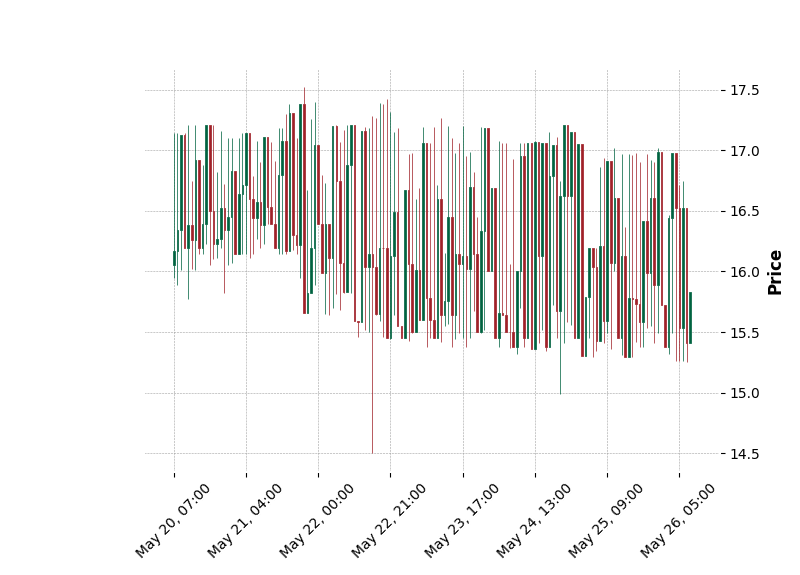 17.5
17.0
16.5
16.0
15.5
15.0
14.5
Price
May 20, 07:00
May 21, 04:00
May 22, 00:00
May 22, 21:00
May 23, 17:00
May 24, 13:00
May 25, 09:00
May 26, 05:00